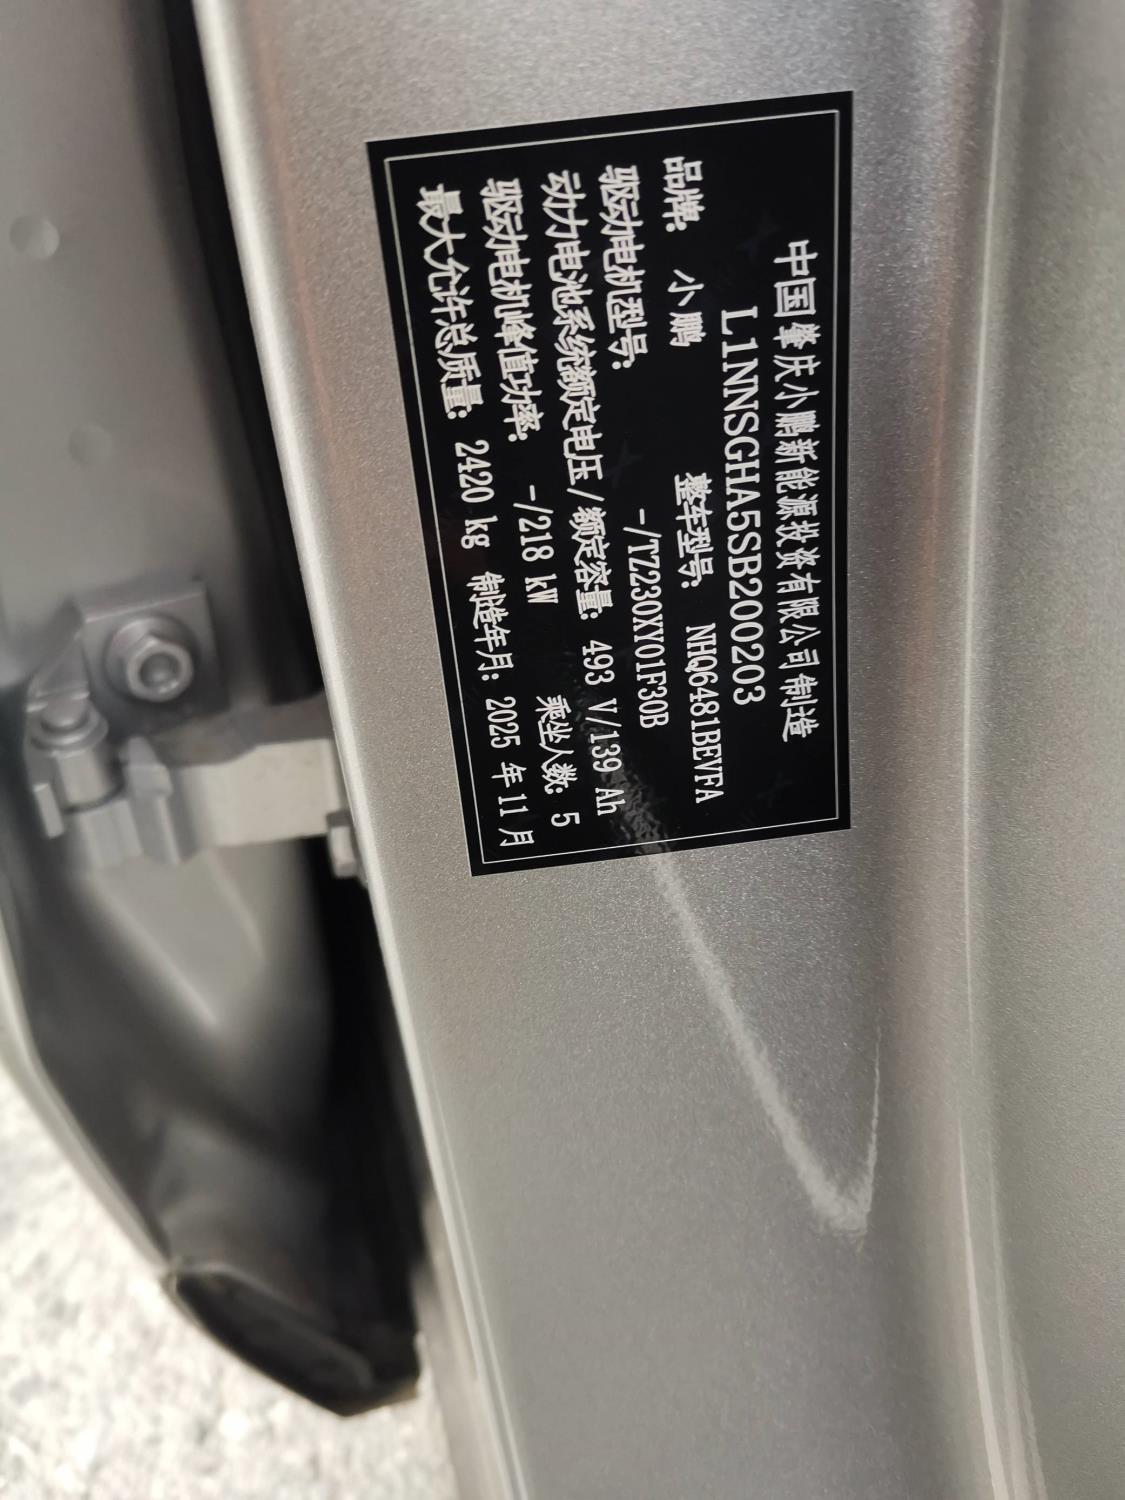 中国肇庆小鹏新能源投资有限公司制造
L1NNSGHA5SB200203
品牌: 小鹏 整车型号: NHQ6481BEVFA
驱动电机型号: -/TZ230XY01F30B
动力电池系统额定电压/额定容量: 493 V/139 Ah
驱动电机峰值功率: -/218 kW 乘坐人数: 5
最大允许总质量: 2420 kg 制造年月: 2025 年 11 月